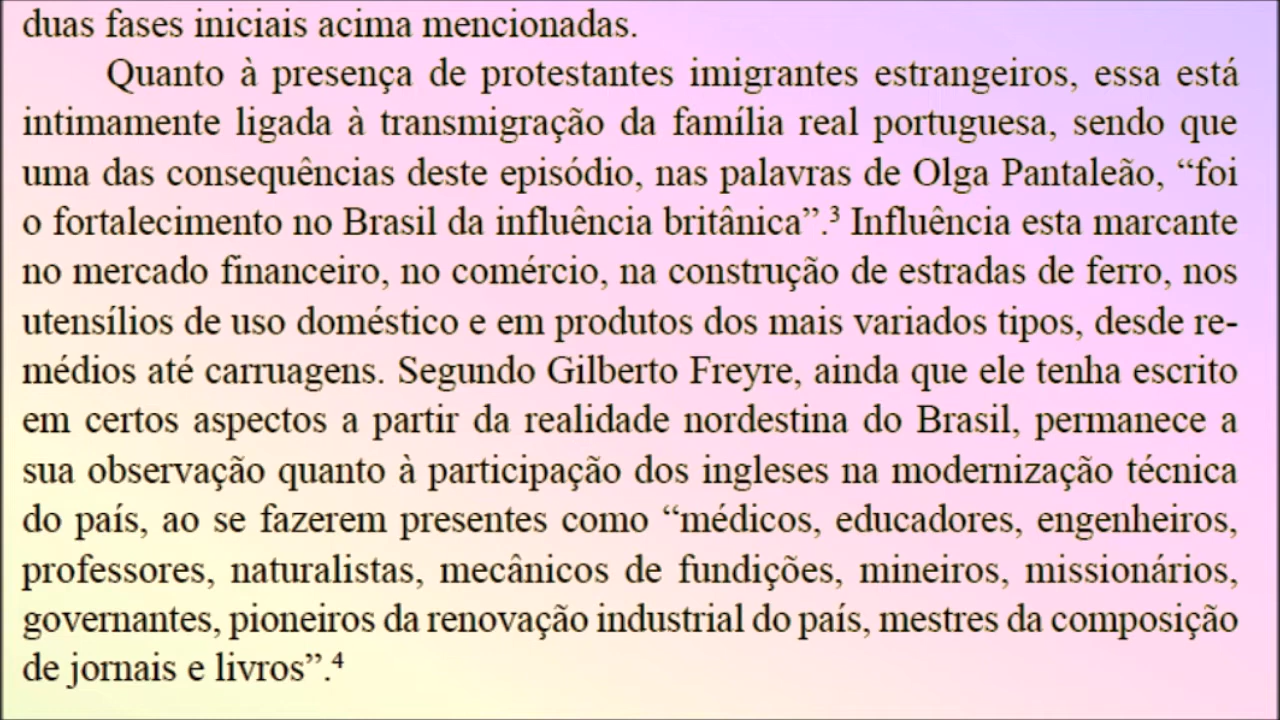 duas fases iniciais acima mencionadas.
Quanto à presença de protestantes imigrantes estrangeiros, essa está
intimamente ligada à transmigração da família real portuguesa, sendo que
uma das consequências deste episódio, nas palavras de Olga Pantaleão, “foi
o fortalecimento no Brasil da influência britânica”.³ Influência esta marcante
no mercado financeiro, no comércio, na construção de estradas de ferro, nos
utensílios de uso doméstico e em produtos dos mais variados tipos, desde re-
médios até carruagens. Segundo Gilberto Freyre, ainda que ele tenha escrito
em certos aspectos a partir da realidade nordestina do Brasil, permanece a
sua observação quanto à participação dos ingleses na modernização técnica
do país, ao se fazerem presentes como “médicos, educadores, engenheiros,
professores, naturalistas, mecânicos de fundições, mineiros, missionários,
governantes, pioneiros da renovação industrial do país, mestres da composição
de jornais e livros”.⁴